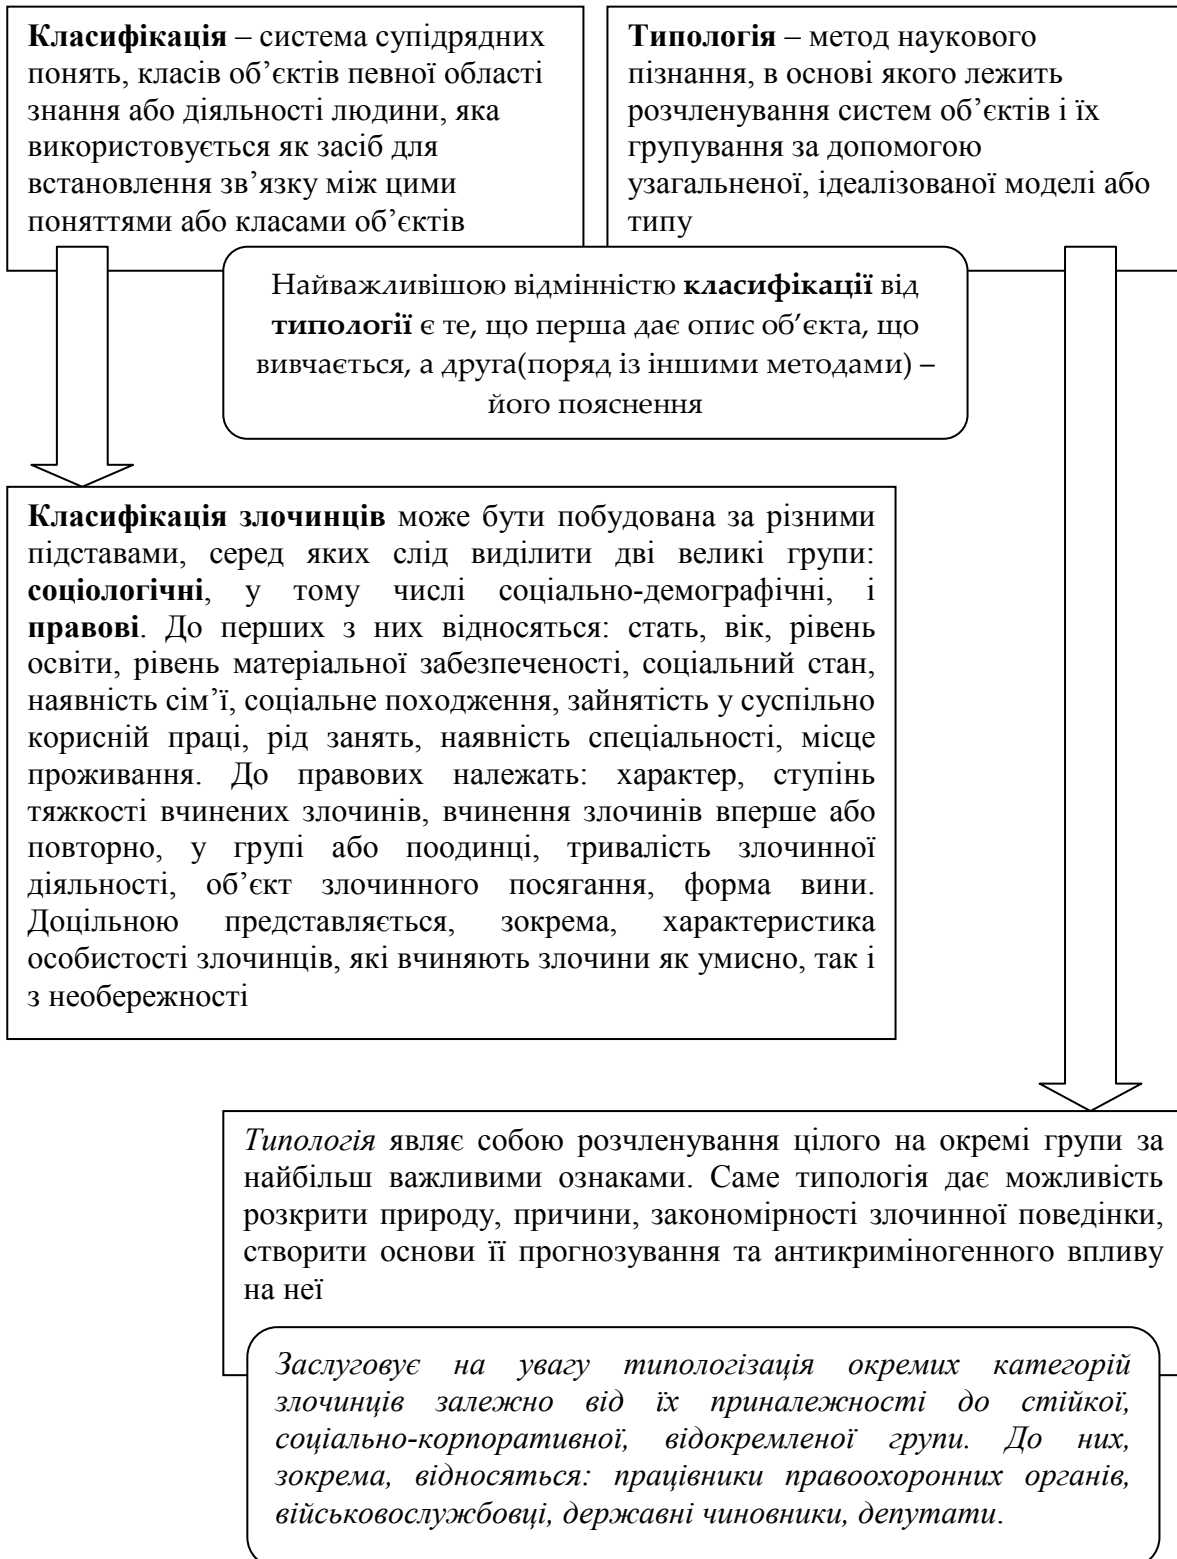 Класифікація – система супідрядних
понять, класів об’єктів певної області
знання або діяльності людини, яка
використовується як засіб для
встановлення зв’язку між цими
поняттями або класами об’єктів
Типологія – метод наукового
пізнання, в основі якого лежить
розчленування систем об’єктів і їх
групування за допомогою
узагальненої, ідеалізованої моделі або
типу
Найважливішою відмінністю класифікації від
типології є те, що перша дає опис об’єкта, що
вивчається, а друга(поряд із іншими методами) –
його пояснення
Класифікація злочинців може бути побудована за різними
підставами, серед яких слід виділити дві великі групи:
соціологічні, у тому числі соціально-демографічні, і
правові. До перших з них відносяться: стать, вік, рівень
освіти, рівень матеріальної забезпеченості, соціальний стан,
наявність сім’ї, соціальне походження, зайнятість у суспільно
корисній праці, рід занять, наявність спеціальності, місце
проживання. До правових належать: характер, ступінь
тяжкості вчинених злочинів, вчинення злочинів вперше або
повторно, у групі або поодинці, тривалість злочинної
діяльності, об’єкт злочинного посягання, форма вини.
Доцільною представляється, зокрема, характеристика
особистості злочинців, які вчиняють злочини як умисно, так і
з необережності
Типологія являє собою розчленування цілого на окремі групи за
найбільш важливими ознаками. Саме типологія дає можливість
розкрити природу, причини, закономірності злочинної поведінки,
створити основи її прогнозування та антикриміногенного впливу
на неї
Заслуговує на увагу типологізація окремих категорій
злочинців залежно від їх приналежності до стійкої,
соціально-корпоративної, відокремленої групи. До них,
зокрема, відносяться: працівники правоохоронних органів,
військовослужбовці, державні чиновники, депутати.